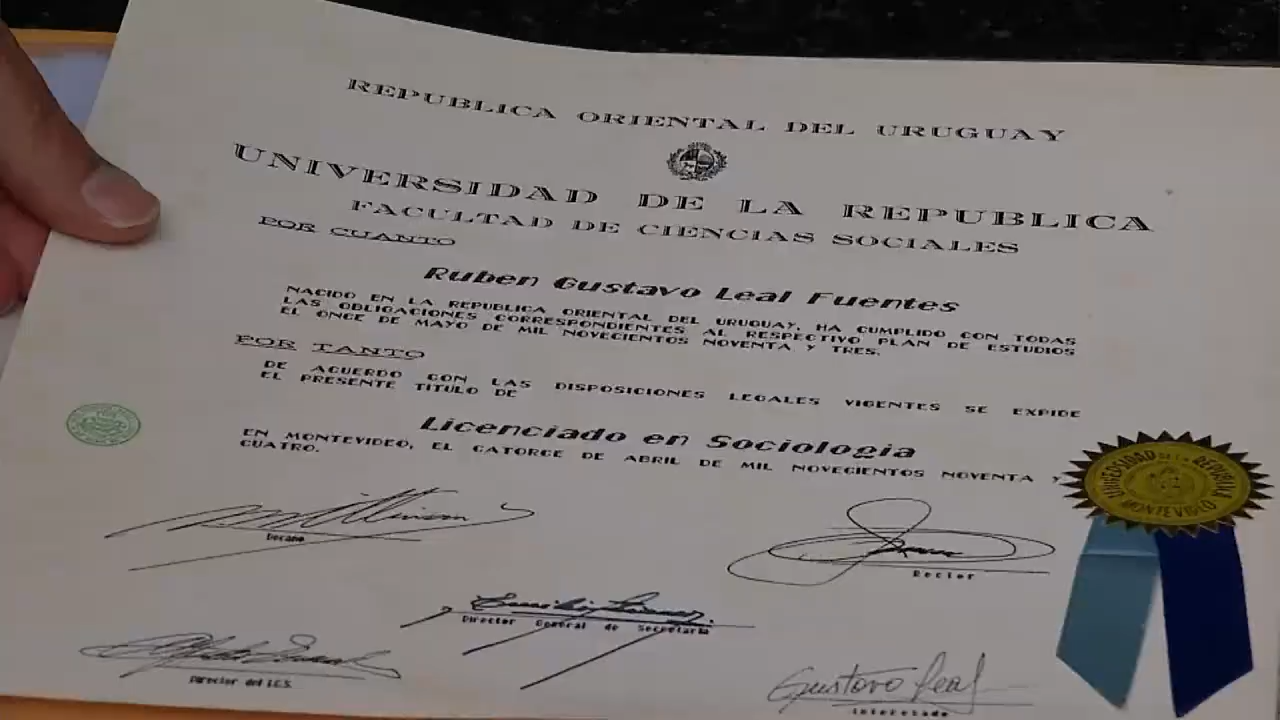 REPUBLICA ORIENTAL DEL URUGUAY
UNIVERSIDAD DE LA REPUBLICA
FACULTAD DE CIENCIAS SOCIALES
POR CUANTO
Ruben Gustavo Leal Fuentes
NACIDO EN LA REPUBLICA ORIENTAL DEL URUGUAY, HA CUMPLIDO CON TODAS
LAS OBLIGACIONES CORRESPONDIENTES AL RESPECTIVO PLAN DE ESTUDIOS
EL ONCE DE MAYO DE MIL NOVECIENTOS NOVENTA Y TRES.
POR TANTO
DE ACUERDO CON LAS DISPOSICIONES LEGALES VIGENTES SE EXPIDE
EL PRESENTE TITULO DE
Licenciado en Sociologia
EN MONTEVIDEO, EL CATORCE DE ABRIL DE MIL NOVECIENTOS NOVENTA Y
CUATRO.
UNIVERSIDAD DE LA REPUBLICA
MONTEVIDEO
Decano
Rector
Director General de Secretaria
Director del I.C.S.
Gustavo Leal
Interesado